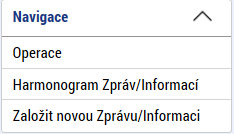 Navigace
Operace
Harmonogram Zpráv/Informací
Založit novou Zprávu/Informaci